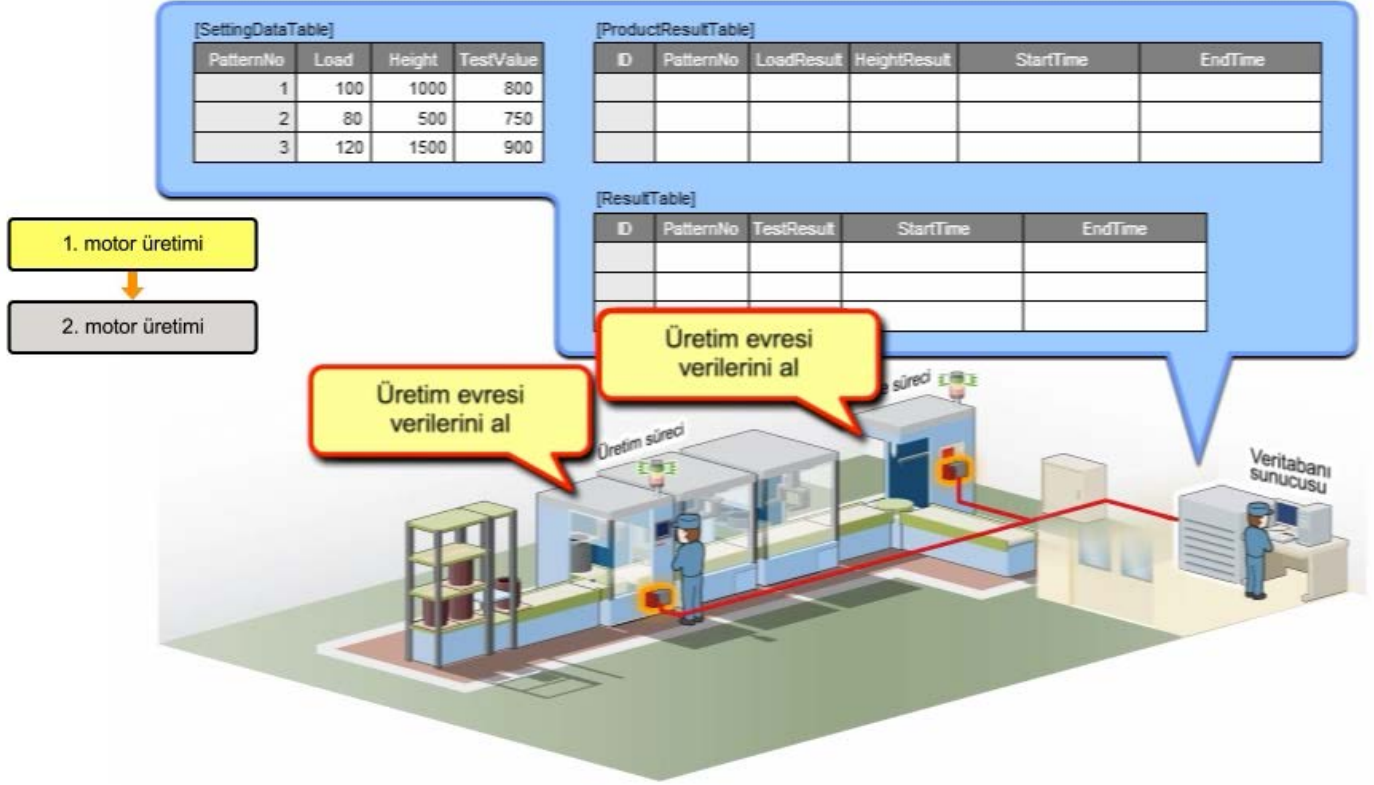 [SettingDataTable]
PatternNo Load Height TestValue
1 100 1000 800
2 80 500 750
3 120 1500 900
[ProductResultTable]
ID PatternNo LoadResult HeightResult StartTime EndTime
[ResultTable]
ID PatternNo TestResult StartTime EndTime
1. motor üretimi
2. motor üretimi
Üretim evresi
verilerini al
Üretim evresi
verilerini al
Üretim süreci
süreci
Veritabanı
sunucusu